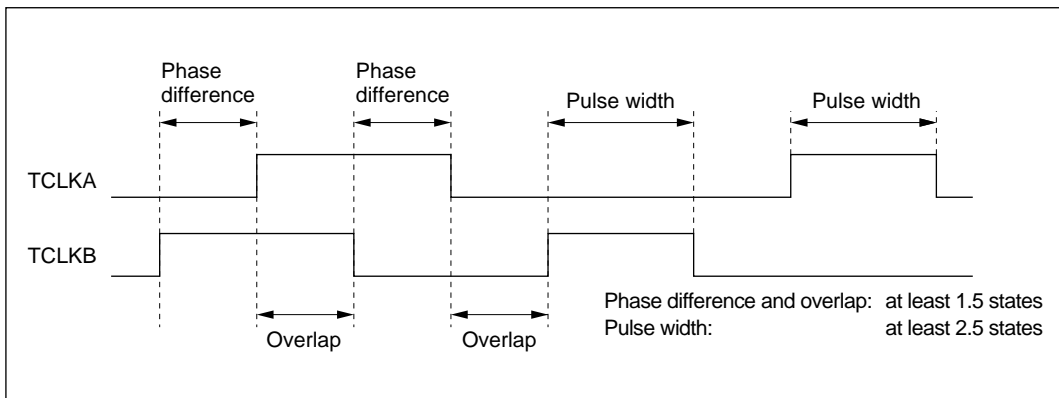 Phase
difference
Phase
difference
Pulse width
Pulse width
TCLKA
TCLKB
Overlap
Overlap
Phase difference and overlap: at least 1.5 states
Pulse width: at least 2.5 states